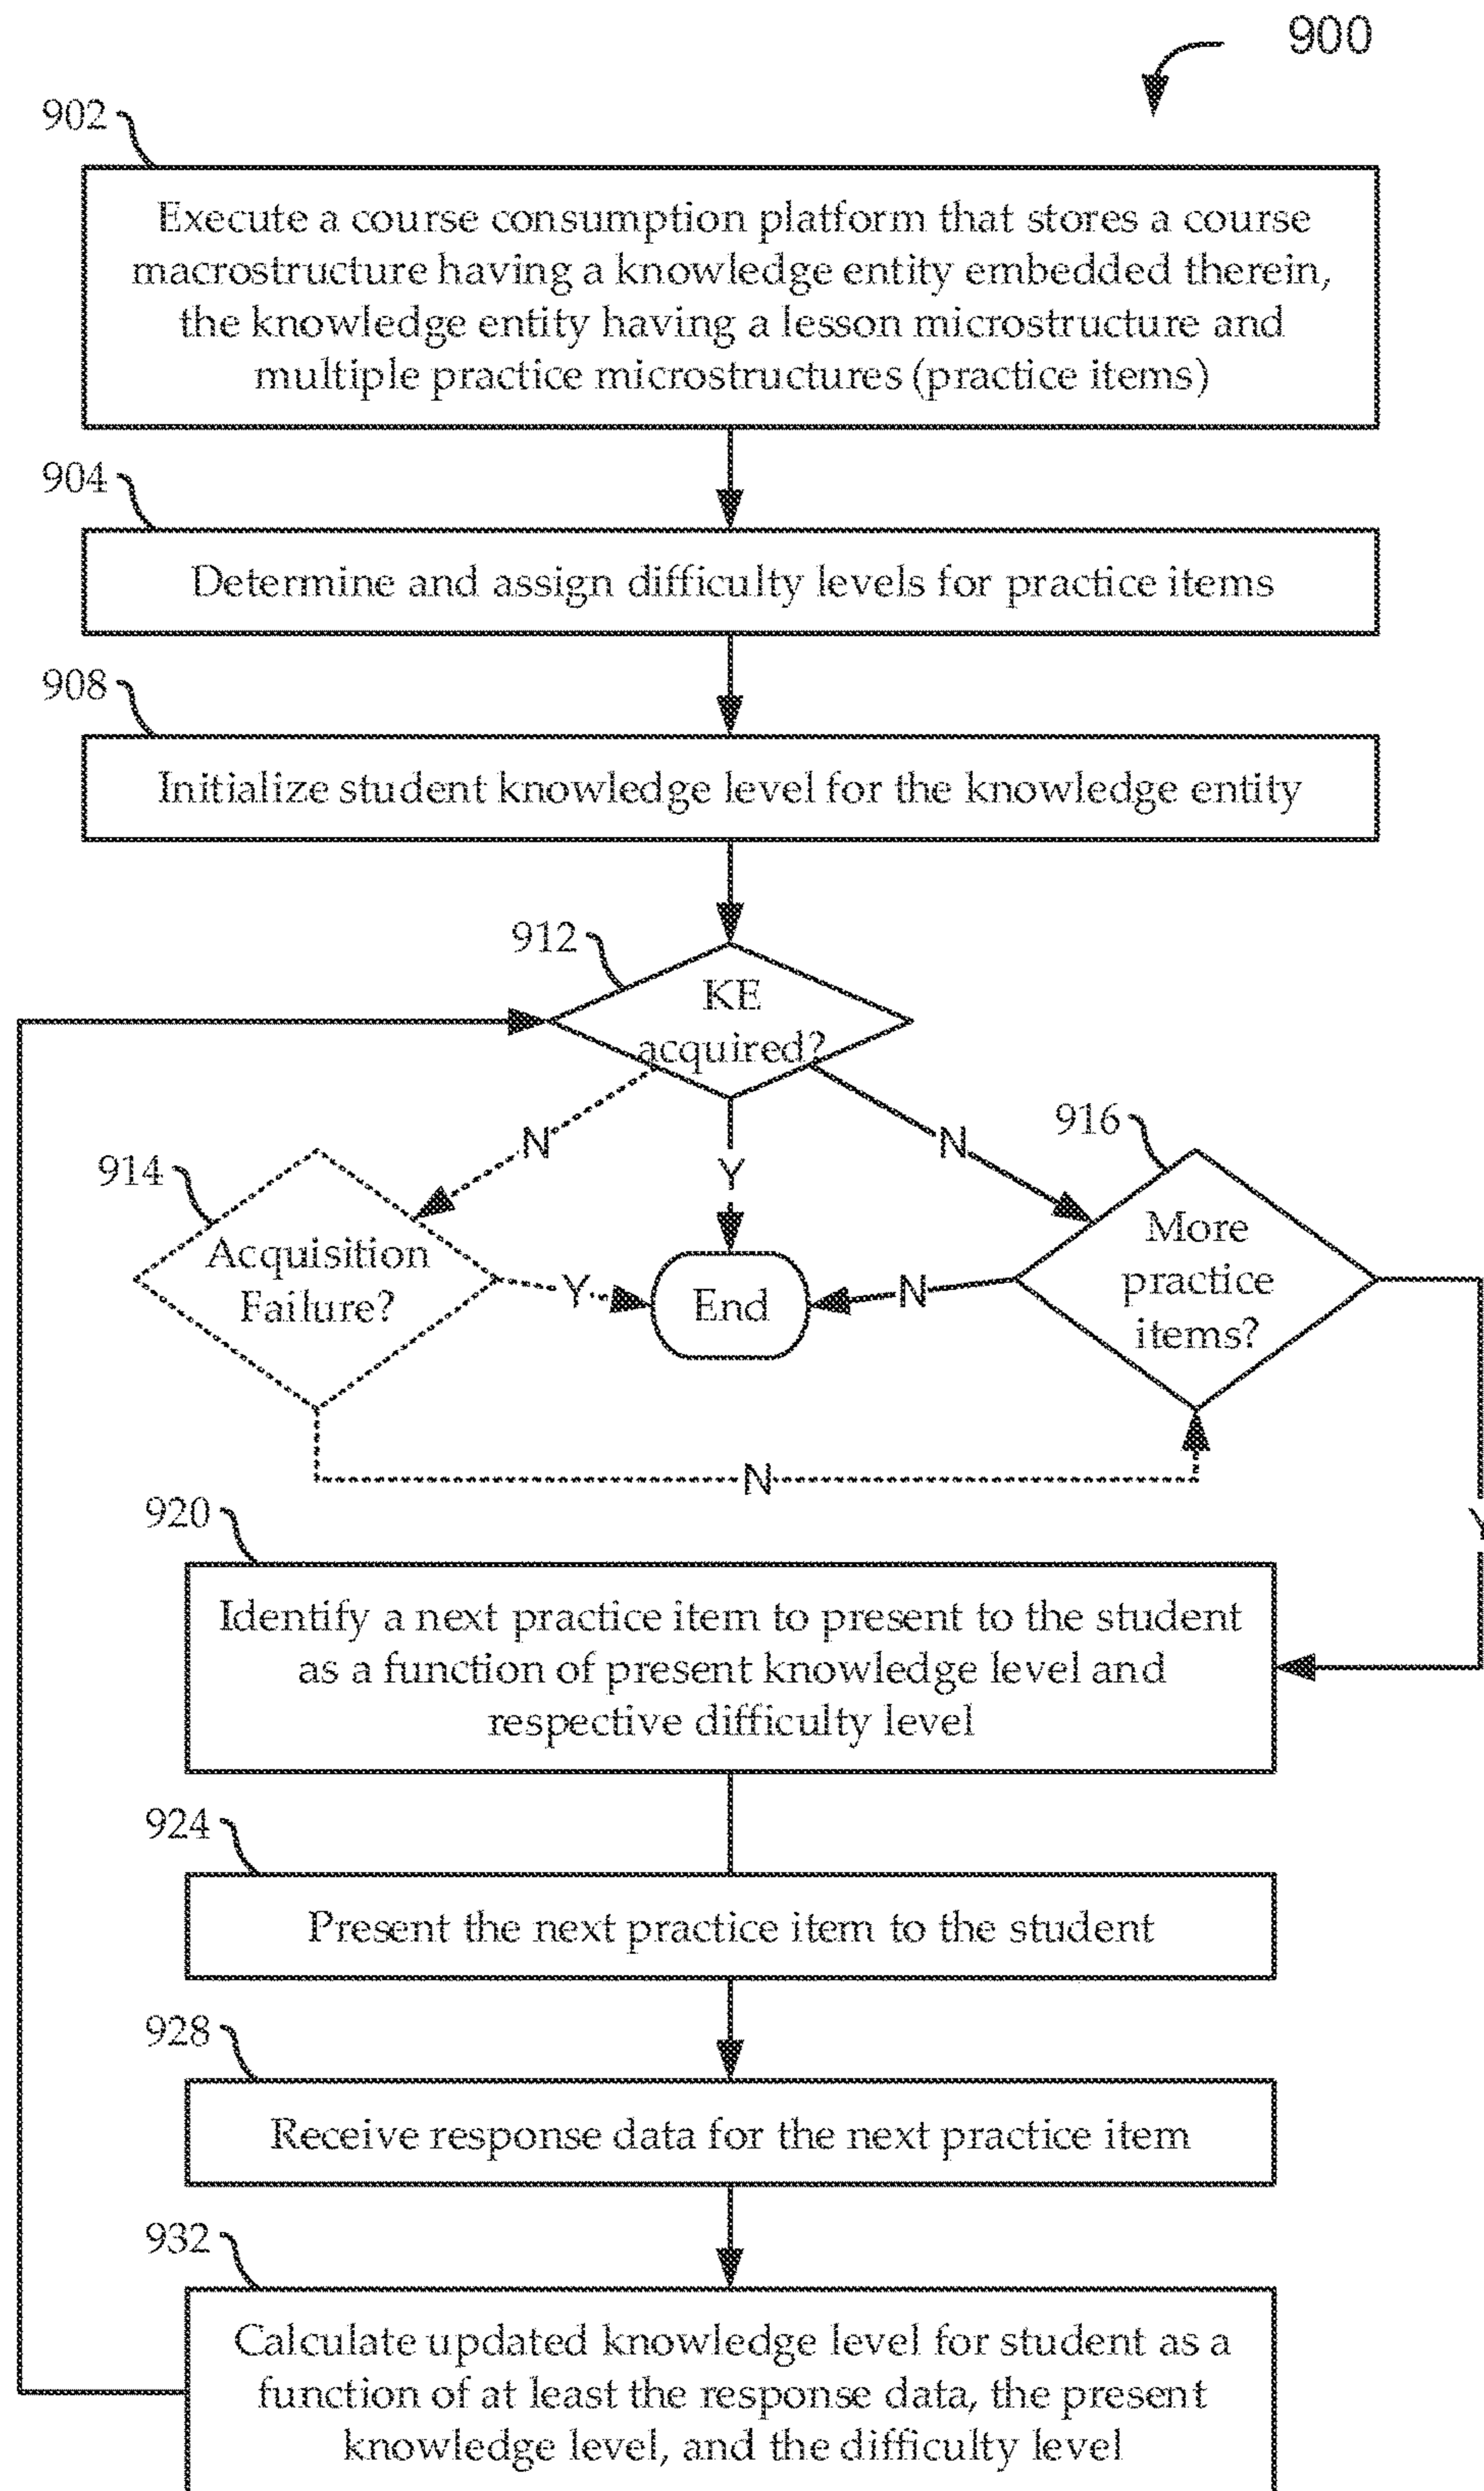 900
902
Execute a course consumption platform that stores a course
macrostructure having a knowledge entity embedded therein,
the knowledge entity having a lesson microstructure and
multiple practice microstructures (practice items)
904
Determine and assign difficulty levels for practice items
908
Initialize student knowledge level for the knowledge entity
912
KE
acquired?
N
Y
N
914
Acquisition
Failure?
Y
End
N
916
More
practice
items?
N
Y
920
Identify a next practice item to present to the student
as a function of present knowledge level and
respective difficulty level
924
Present the next practice item to the student
928
Receive response data for the next practice item
932
Calculate updated knowledge level for student as a
function of at least the response data, the present
knowledge level, and the difficulty level